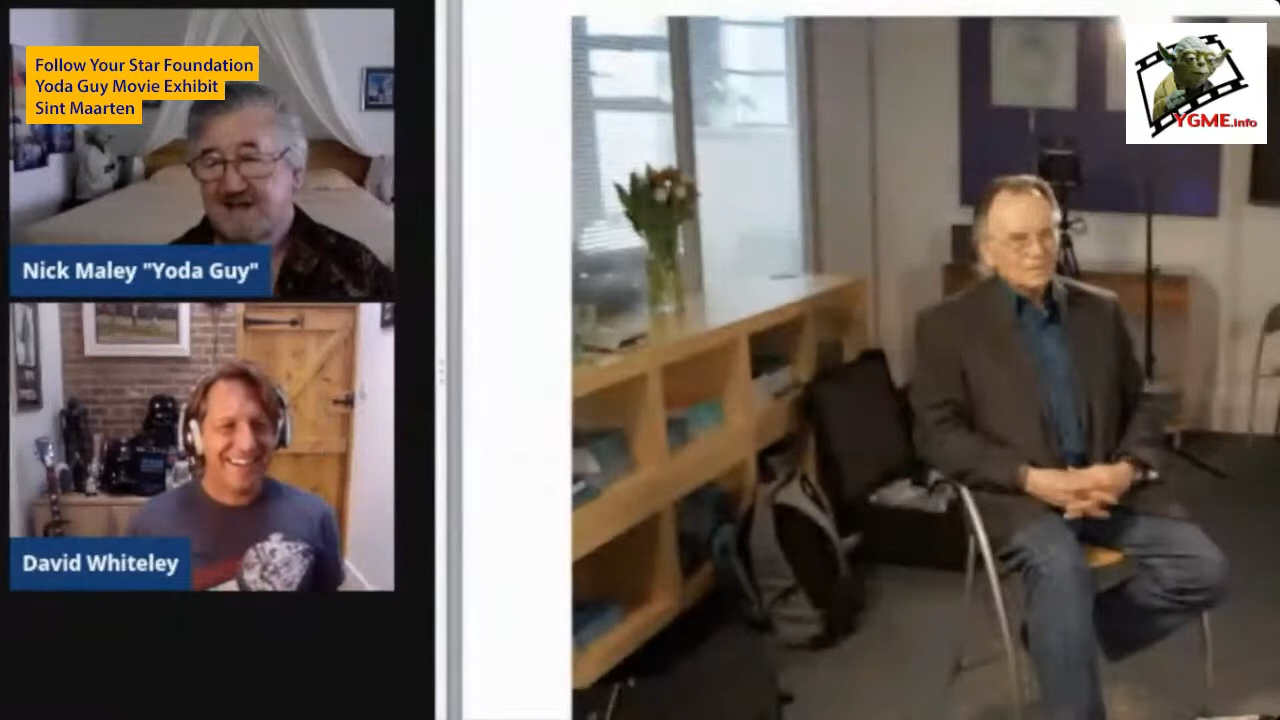 Follow Your Star Foundation
Yoda Guy Movie Exhibit
Sint Maarten
Nick Maley "Yoda Guy"
David Whiteley
YGME.info